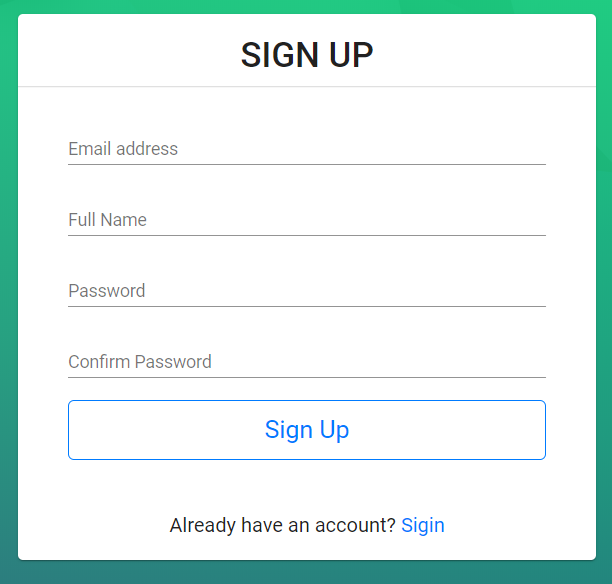 SIGN UP
Email address
Full Name
Password
Confirm Password
Sign Up
Already have an account? Sigin